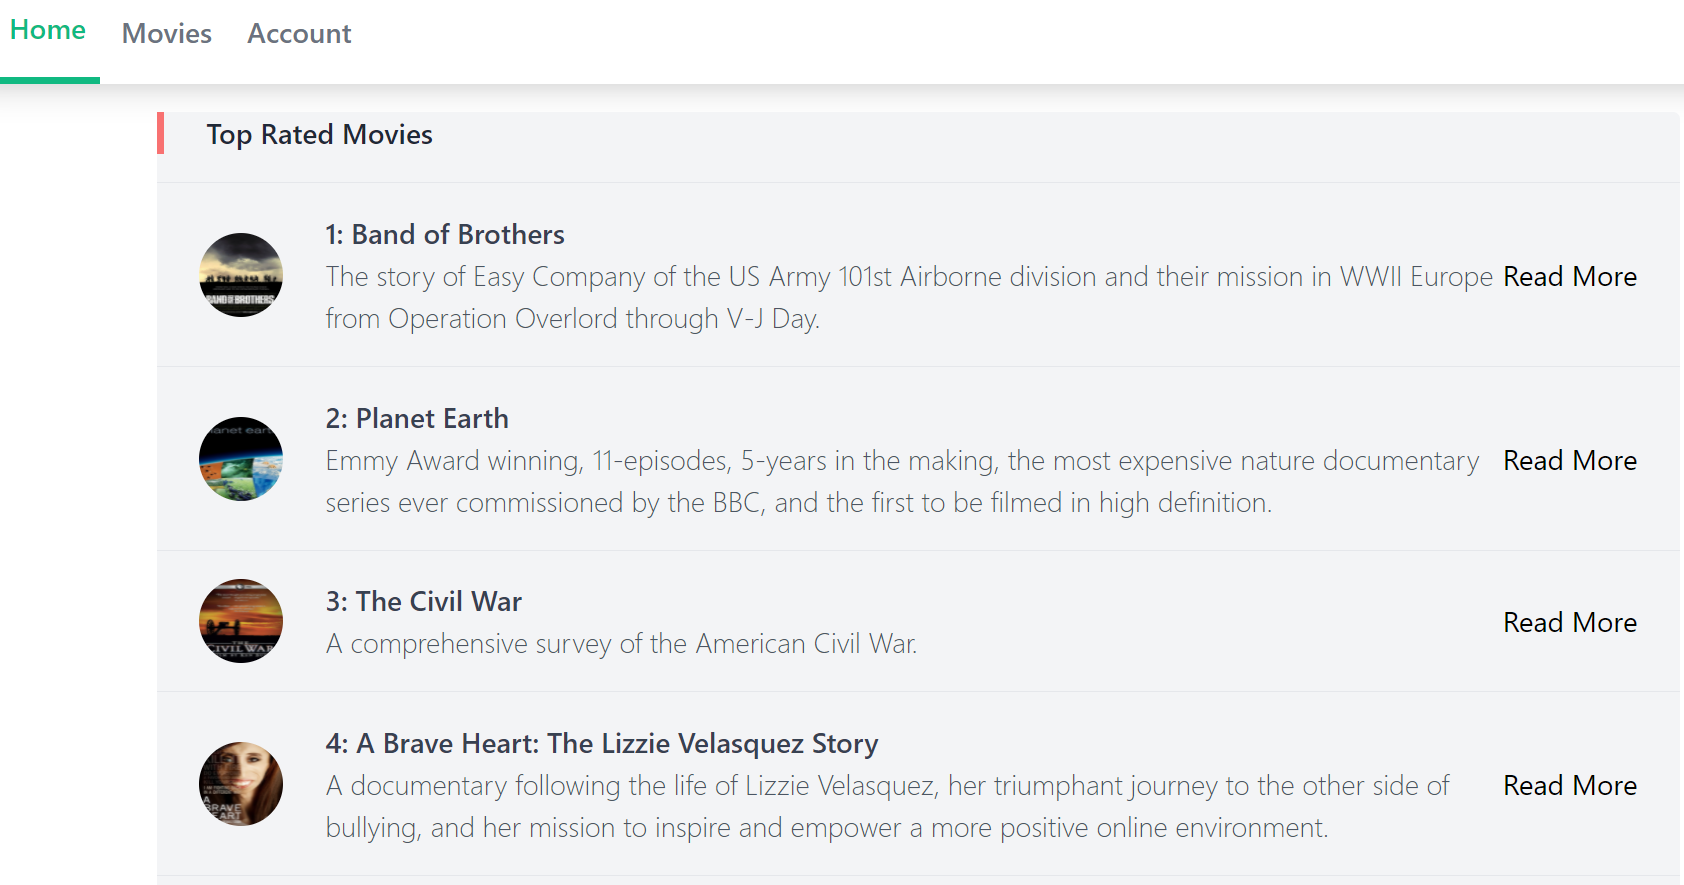 Home Movies Account
Top Rated Movies
BAND OF BROTHERS
1: Band of Brothers
The story of Easy Company of the US Army 101st Airborne division and their mission in WWII Europe
from Operation Overlord through V-J Day.
Read More
2: Planet Earth
Emmy Award winning, 11-episodes, 5-years in the making, the most expensive nature documentary
series ever commissioned by the BBC, and the first to be filmed in high definition.
Read More
THE
CIVIL WAR
3: The Civil War
A comprehensive survey of the American Civil War.
Read More
A
BRAVE
HEART
4: A Brave Heart: The Lizzie Velasquez Story
A documentary following the life of Lizzie Velasquez, her triumphant journey to the other side of
bullying, and her mission to inspire and empower a more positive online environment.
Read More